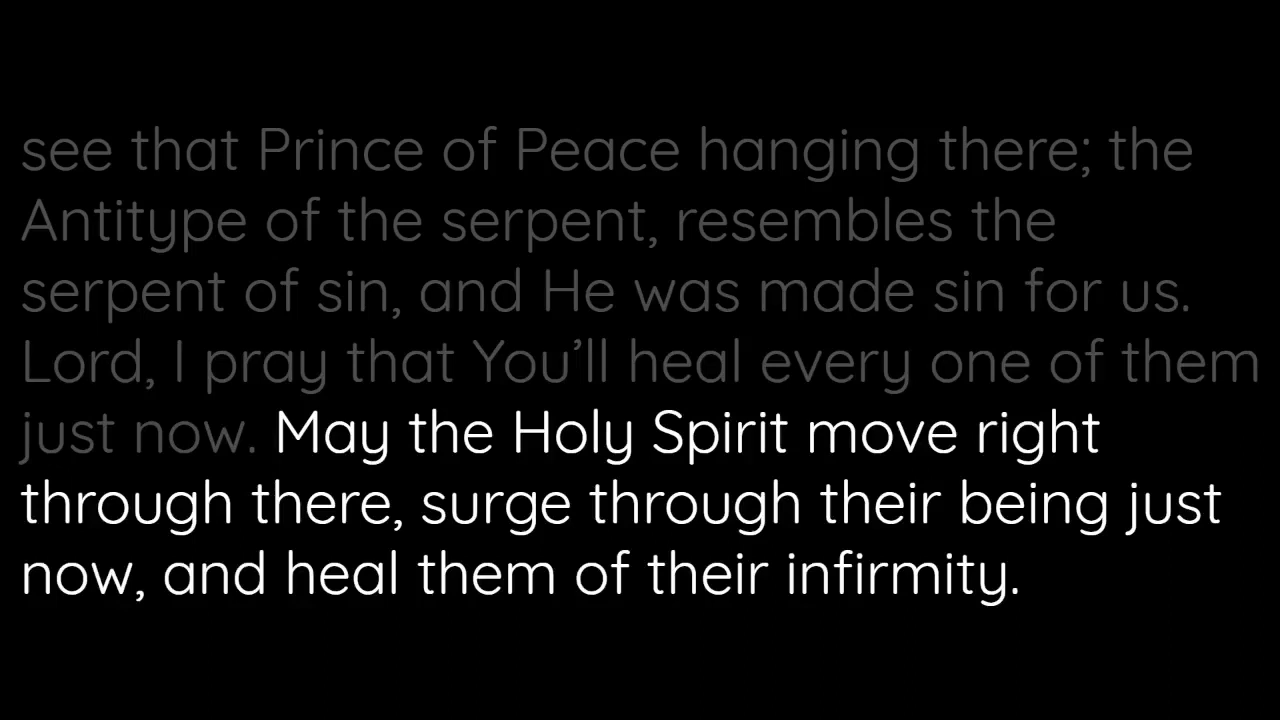 see that Prince of Peace hanging there; the
Antitype of the serpent, resembles the
serpent of sin, and He was made sin for us.
Lord, I pray that You’ll heal every one of them
just now. May the Holy Spirit move right
through there, surge through their being just
now, and heal them of their infirmity.